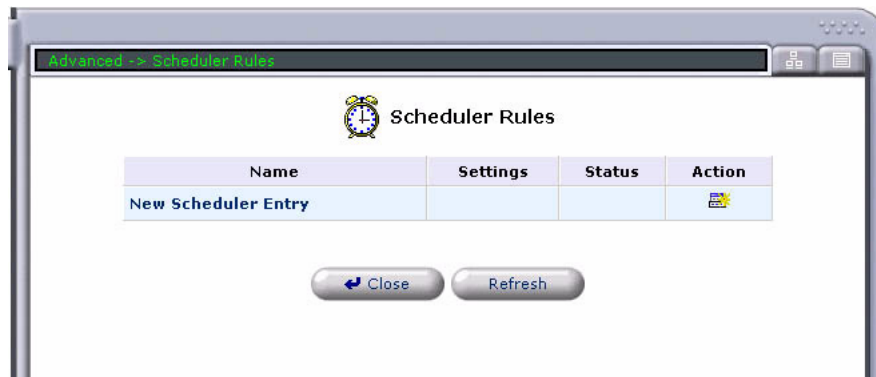 Advanced -> Scheduler Rules
Scheduler Rules
Name Settings Status Action
New Scheduler Entry
Close Refresh